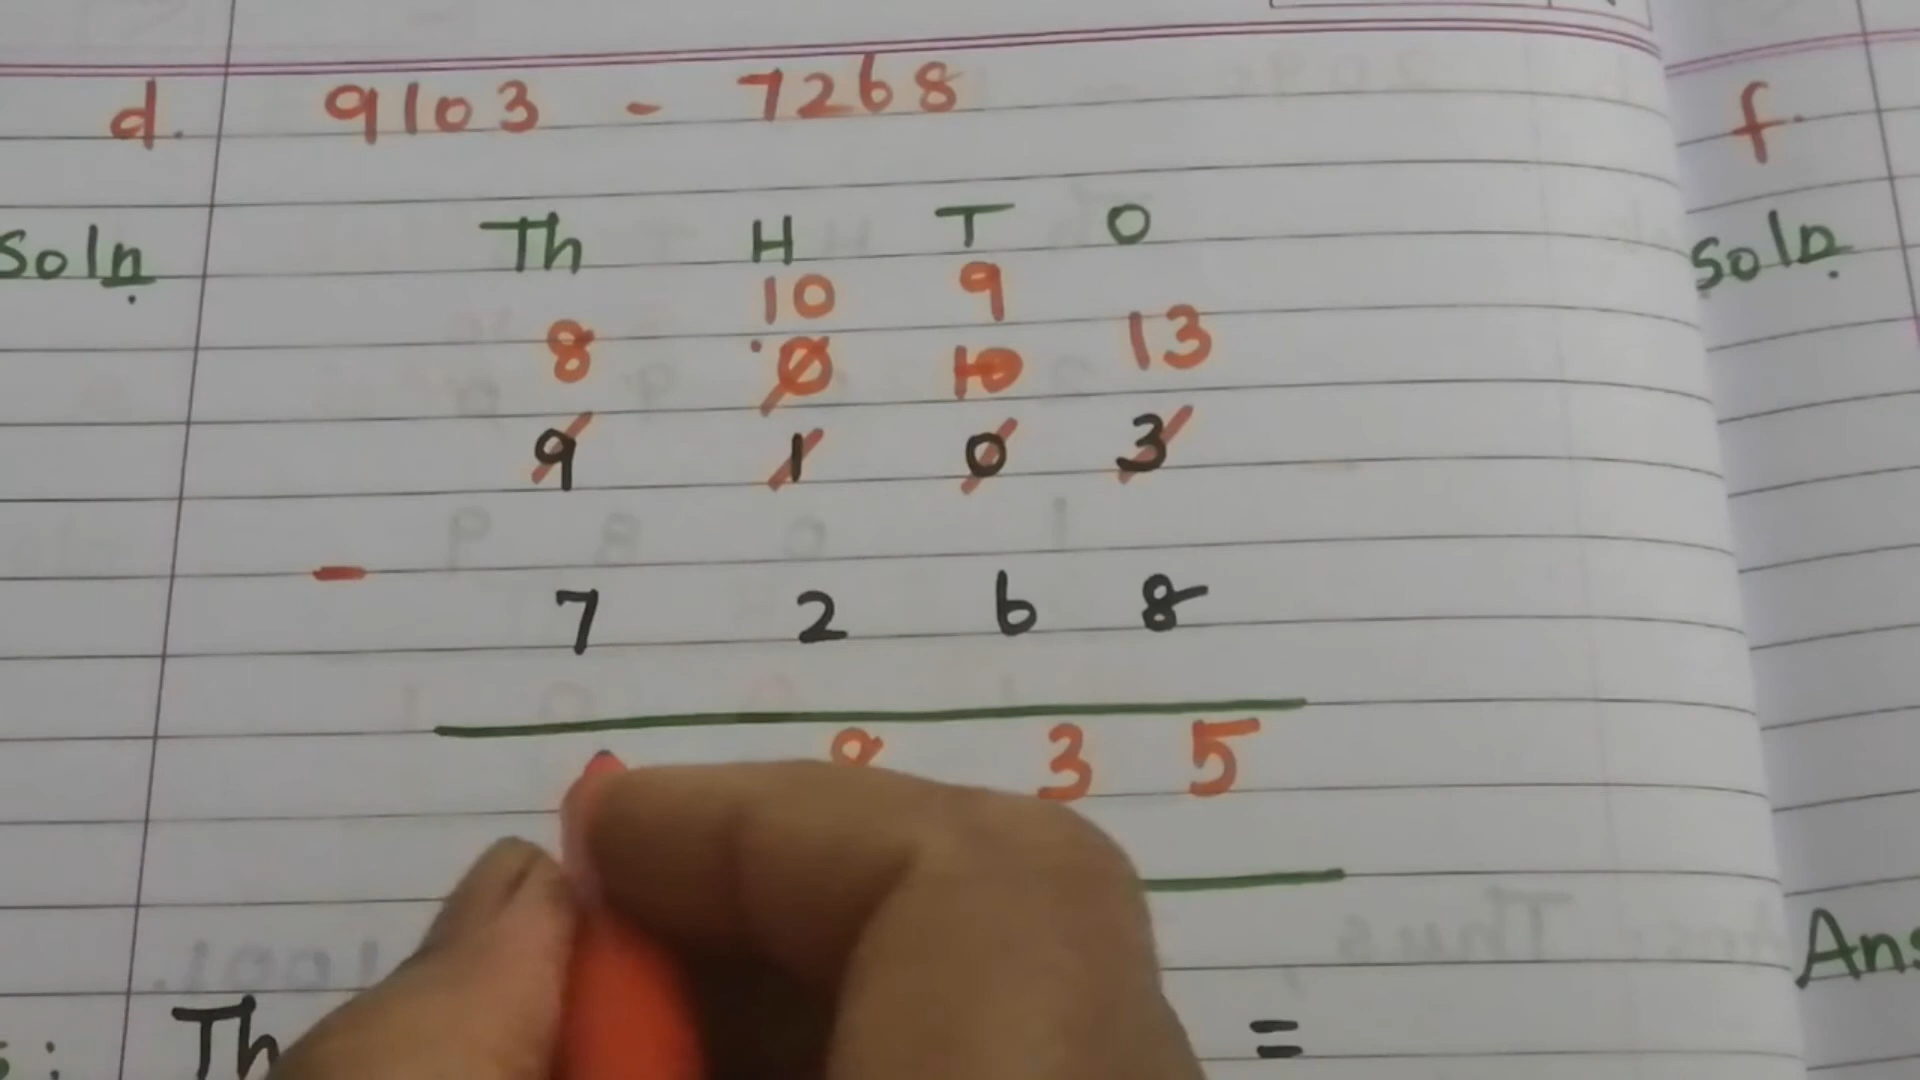 d. 9103 - 7268
f.
Soln Th H T O
Soln
10 9
8 0 10 13
9 1 0 3
- 7 2 6 8
8 3 5
Ans
Th =